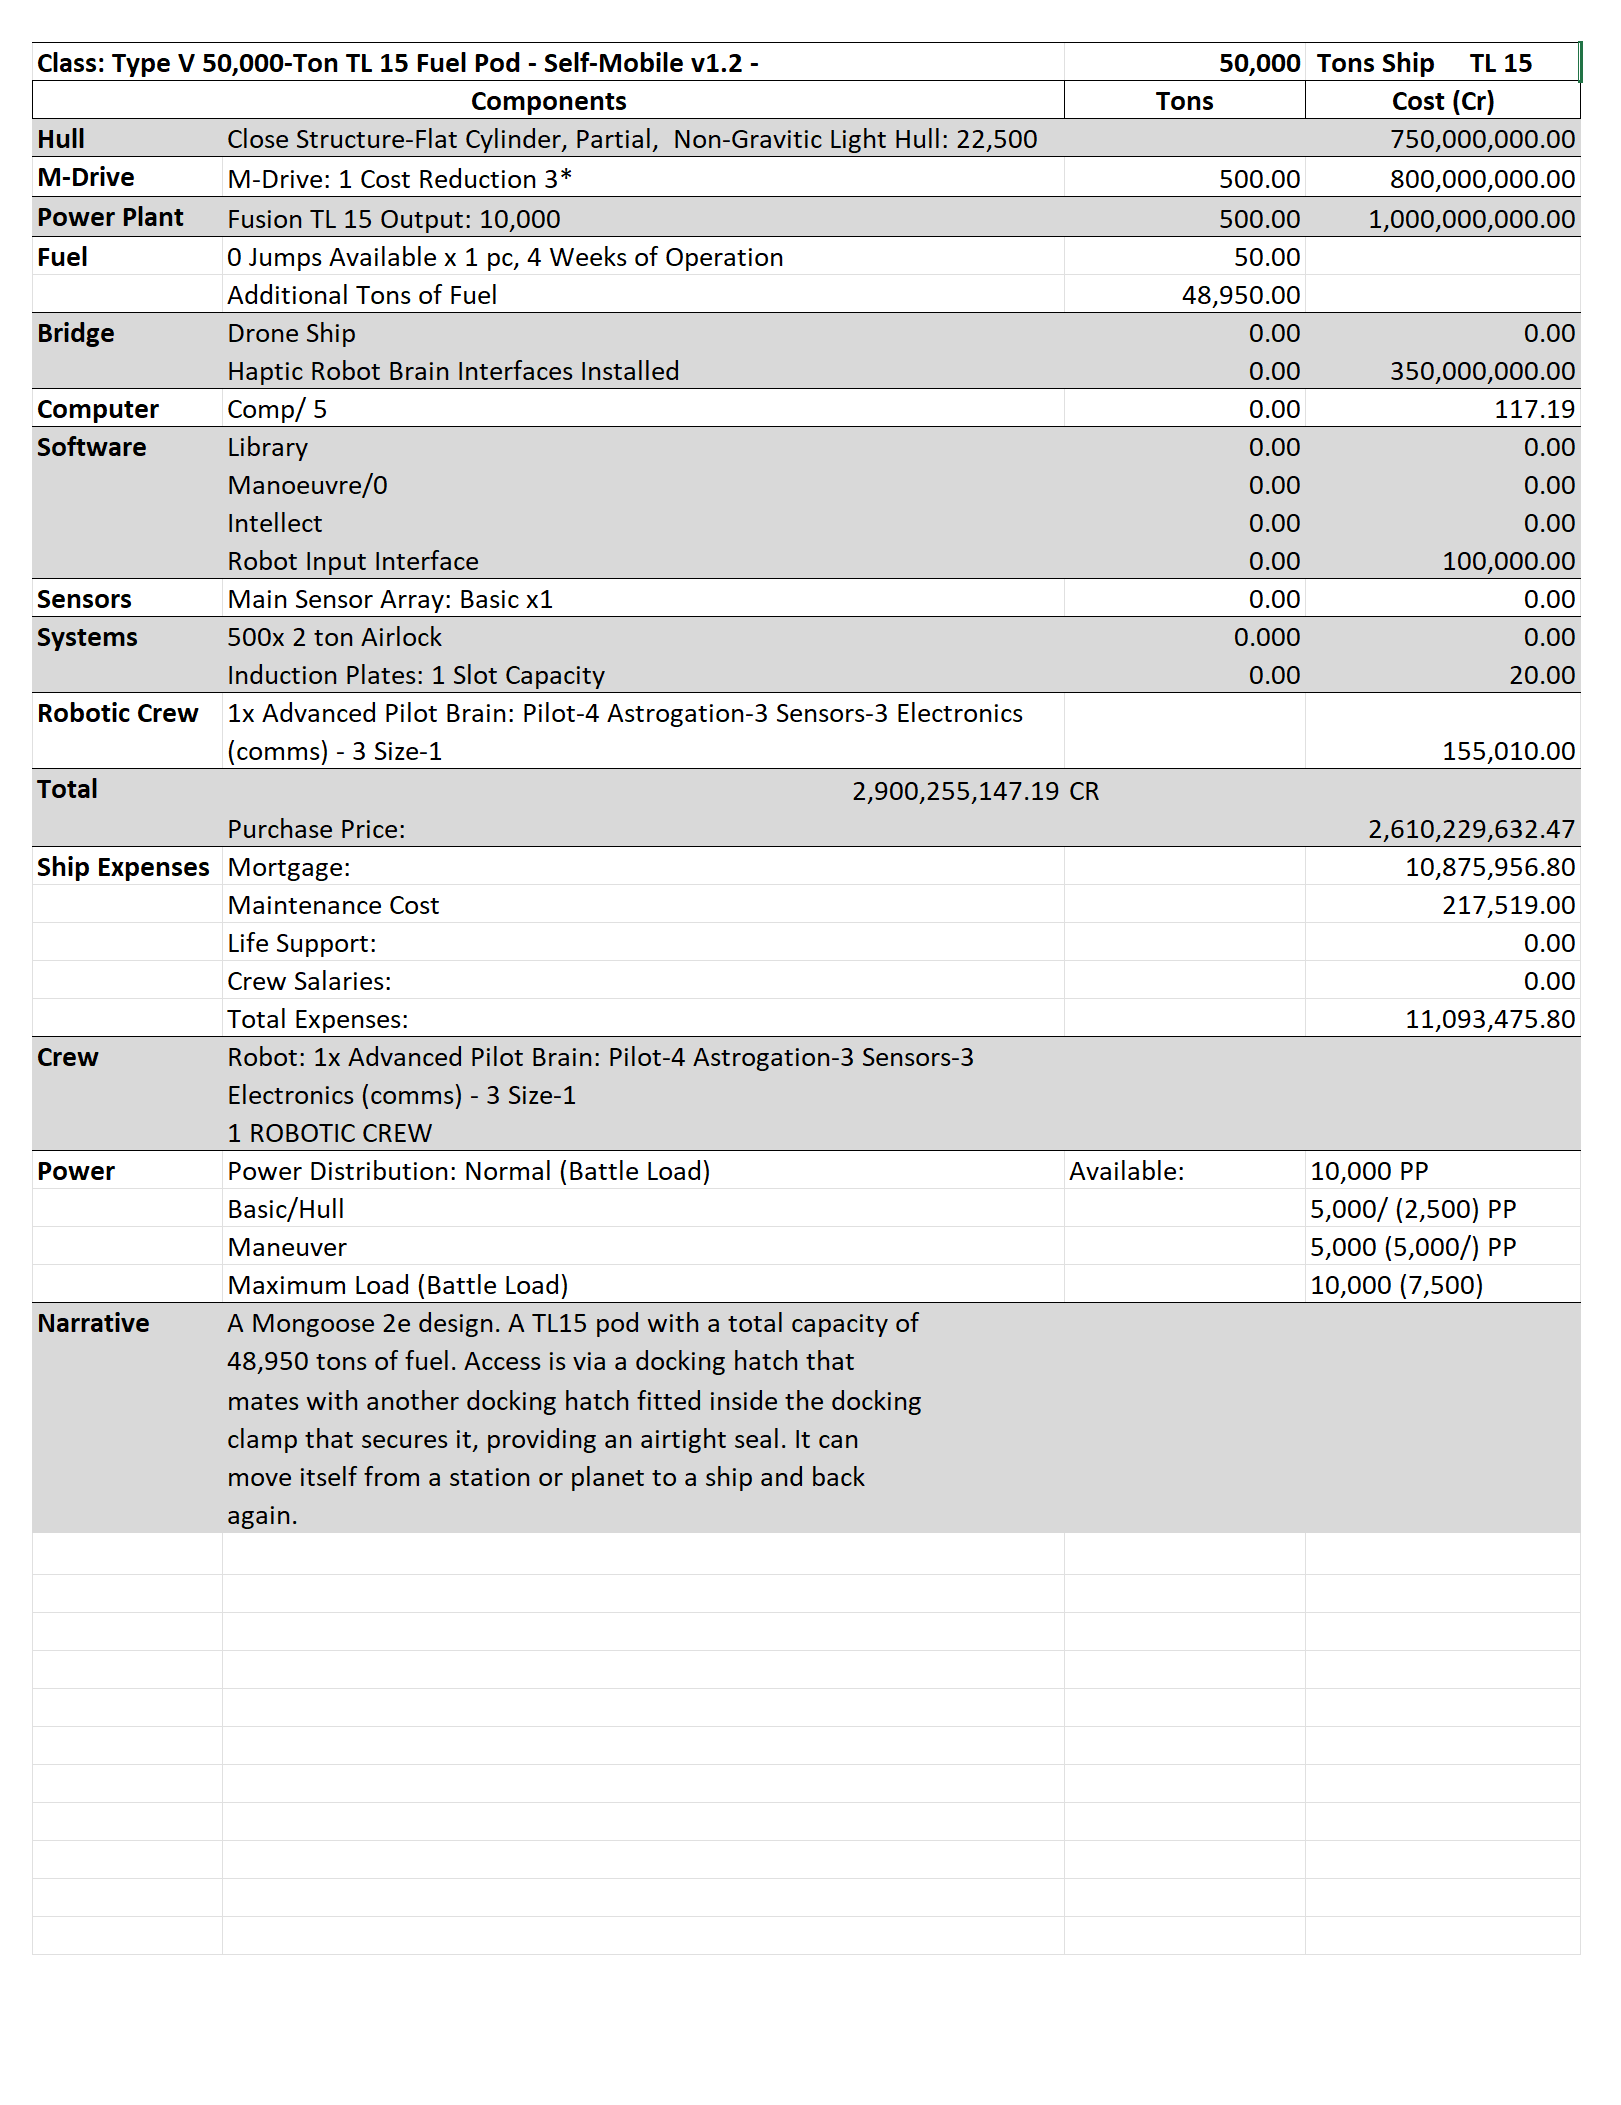 Class: Type V 50,000-Ton TL 15 Fuel Pod - Self-Mobile v1.2 - 50,000 Tons Ship TL 15
Components Tons Cost (Cr)
Hull Close Structure-Flat Cylinder, Partial, Non-Gravitic Light Hull: 22,500 750,000,000.00
M-Drive M-Drive: 1 Cost Reduction 3* 500.00 800,000,000.00
Power Plant Fusion TL 15 Output: 10,000 500.00 1,000,000,000.00
Fuel 0 Jumps Available x 1 pc, 4 Weeks of Operation 50.00
Additional Tons of Fuel 48,950.00
Bridge Drone Ship 0.00 0.00
Haptic Robot Brain Interfaces Installed 0.00 350,000,000.00
Computer Comp/ 5 0.00 117.19
Software Library 0.00 0.00
Manoeuvre/0 0.00 0.00
Intellect 0.00 0.00
Robot Input Interface 0.00 100,000.00
Sensors Main Sensor Array: Basic x1 0.00 0.00
Systems 500x 2 ton Airlock 0.000 0.00
Induction Plates: 1 Slot Capacity 0.00 20.00
Robotic Crew 1x Advanced Pilot Brain: Pilot-4 Astrogation-3 Sensors-3 Electronics
(comms) - 3 Size-1 155,010.00
Total 2,900,255,147.19 CR
Purchase Price: 2,610,229,632.47
Ship Expenses Mortgage: 10,875,956.80
Maintenance Cost 217,519.00
Life Support: 0.00
Crew Salaries: 0.00
Total Expenses: 11,093,475.80
Crew Robot: 1x Advanced Pilot Brain: Pilot-4 Astrogation-3 Sensors-3
Electronics (comms) - 3 Size-1
1 ROBOTIC CREW
Power Power Distribution: Normal (Battle Load) Available: 10,000 PP
Basic/Hull 5,000/ (2,500) PP
Maneuver 5,000 (5,000/) PP
Maximum Load (Battle Load) 10,000 (7,500)
Narrative A Mongoose 2e design. A TL15 pod with a total capacity of
48,950 tons of fuel. Access is via a docking hatch that
mates with another docking hatch fitted inside the docking
clamp that secures it, providing an airtight seal. It can
move itself from a station or planet to a ship and back
again.